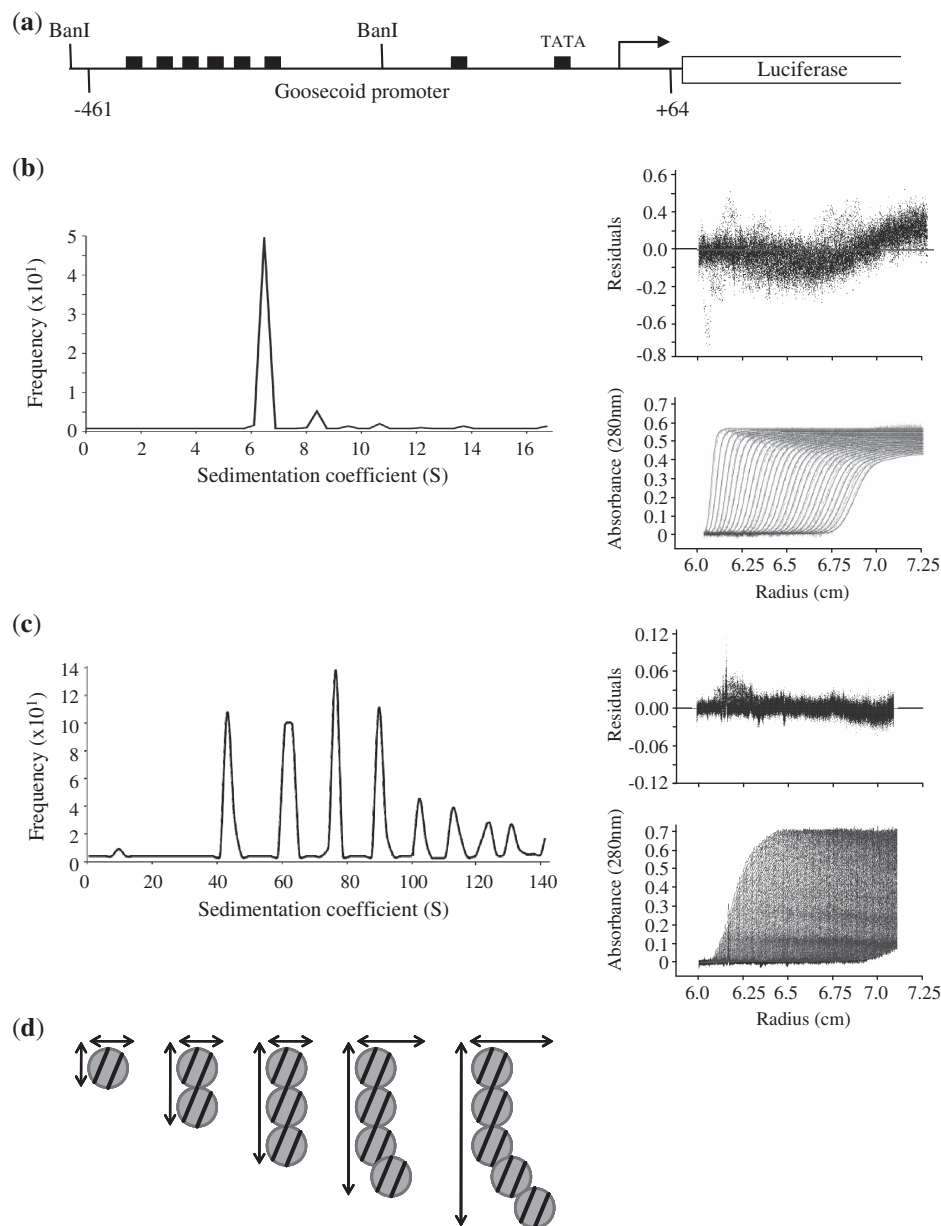 (a)
BanI
BanI
TATA
Luciferase
Goosecoid promoter
-461
+64
(b)
Frequency (x10¹)
5
4
3
2
1
0
0 2 4 6 8 10 12 14 16
Sedimentation coefficient (S)
Residuals
0.6
0.4
0.0
-0.2
-0.6
-0.8
Absorbance (280nm)
0.7
0.6
0.5
0.4
0.3
0.2
0.1
0
6.0 6.25 6.5 6.75 7.0 7.25
Radius (cm)
(c)
Frequency (x10¹)
14
12
10
8
6
4
2
0
0 20 40 60 80 100 120 140
Sedimentation coefficient (S)
Residuals
0.12
0.06
0.00
-0.06
-0.12
Absorbance (280nm)
0.7
0.6
0.5
0.4
0.3
0.2
0.1
0
6.0 6.25 6.5 6.75 7.0 7.25
Radius (cm)
(d)